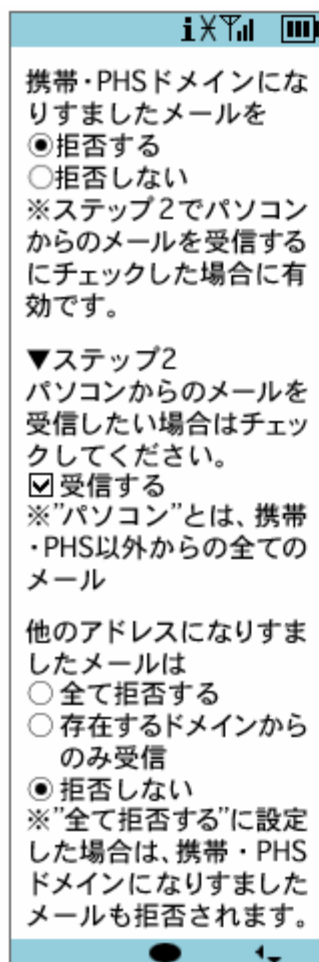 携帯・PHSドメインにな
りすましたメールを
◉拒否する
○拒否しない
※ステップ2でパソコン
からのメールを受信する
にチェックした場合に有
効です。
▼ステップ2
パソコンからのメールを
受信したい場合はチェッ
クしてください。
☑受信する
※”パソコン”とは、携帯
・PHS以外からの全ての
メール
他のアドレスになりすま
したメールは
○ 全て拒否する
○ 存在するドメインから
のみ受信
◉ 拒否しない
※”全て拒否する”に設定
した場合は、携帯・PHS
ドメインになりすました
メールも拒否されます。